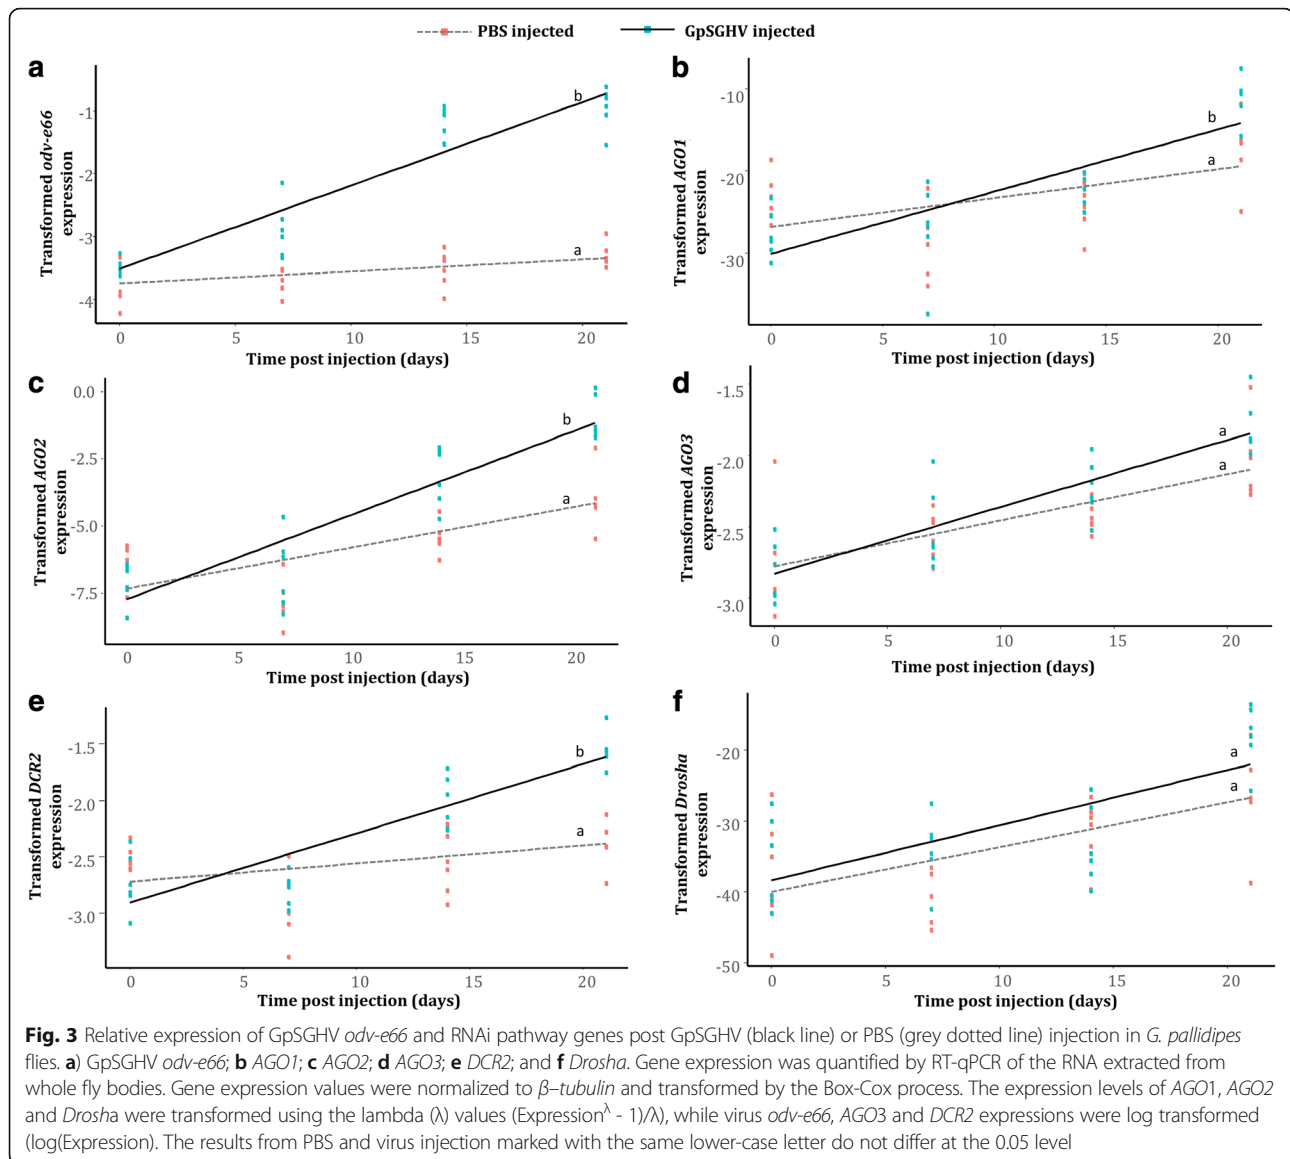 PBS injected GpSGHV injected
a
Transformed odv-e66
expression
-1
-2
-3
-4
b
a
0 5 10 15 20
Time post injection (days)
b
Transformed AGO1
expression
-10
-20
-30
b
a
0 5 10 15 20
Time post injection (days)
c
Transformed AGO2
expression
0.0
-2.5
-5.0
-7.5
b
a
0 5 10 15 20
Time post injection (days)
d
Transformed AGO3
expression
-1.5
-2.0
-2.5
-3.0
a
a
0 5 10 15 20
Time post injection (days)
e
Transformed DCR2
expression
-1.5
-2.0
-2.5
-3.0
b
a
0 5 10 15 20
Time post injection (days)
f
Transformed Drosha
expression
-20
-30
-40
-50
a
a
0 5 10 15 20
Time post injection (days)
Fig. 3 Relative expression of GpSGHV odv-e66 and RNAi pathway genes post GpSGHV (black line) or PBS (grey dotted line) injection in G. pallidipes
flies. a) GpSGHV odv-e66; b AGO1; c AGO2; d AGO3; e DCR2; and f Drosha. Gene expression was quantified by RT-qPCR of the RNA extracted from
whole fly bodies. Gene expression values were normalized to β–tubulin and transformed by the Box-Cox process. The expression levels of AGO1, AGO2
and Drosha were transformed using the lambda (λ) values (Expression^λ - 1)/λ), while virus odv-e66, AGO3 and DCR2 expressions were log transformed
(log(Expression). The results from PBS and virus injection marked with the same lower-case letter do not differ at the 0.05 level